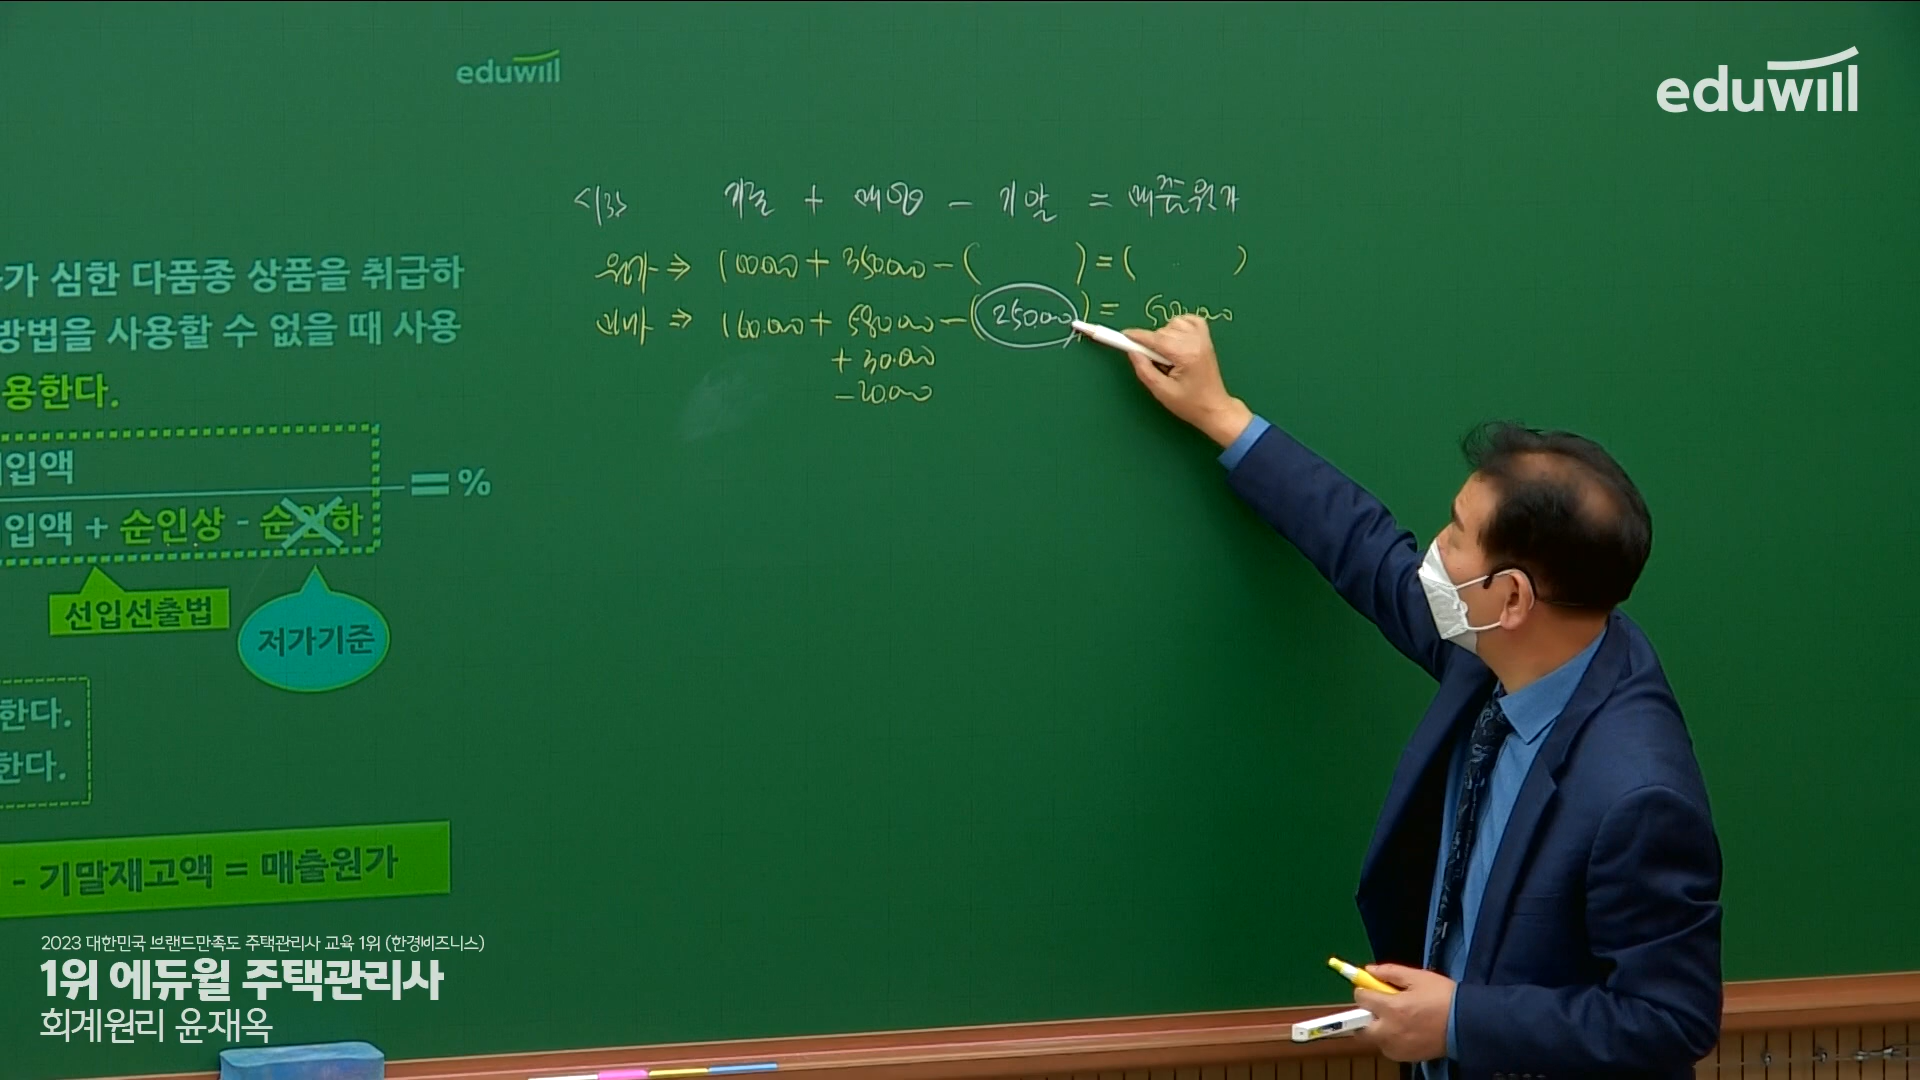 eduwill
eduwill
<13> 기초 + 매입 - 기말 = 매출원가
원가 ⇒ 100.000 + 350.000 - ( ) = ( )
매가 ⇒ 160.000 + 580.000 - ( 250.000 ) = 500.000
+ 30.000
- 20.000
가 심한 다품종 상품을 취급하
방법을 사용할 수 없을 때 사용
용한다.
입액
입액 + 순인상 - 순인하
= %
선입선출법
저가기준
한다.
한다.
- 기말재고액 = 매출원가
2023 대한민국 브랜드만족도 주택관리사 교육 1위 (한경비즈니스)
1위 에듀윌 주택관리사
회계원리 윤재옥